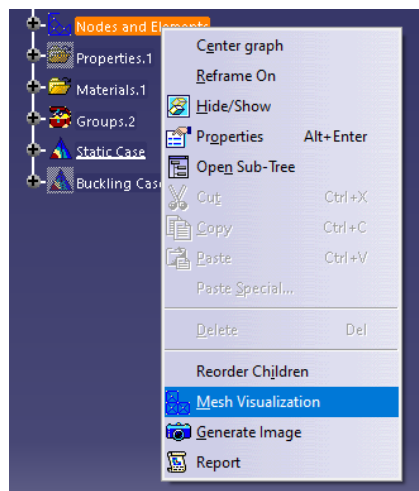 Nodes and Elements
Properties.1
Materials.1
Groups.2
Static Case
Buckling Cas
Center graph
Reframe On
Hide/Show
Properties Alt+Enter
Open Sub-Tree
Cut Ctrl+X
Copy Ctrl+C
Paste Ctrl+V
Paste Special...
Delete Del
Reorder Children
Mesh Visualization
Generate Image
Report